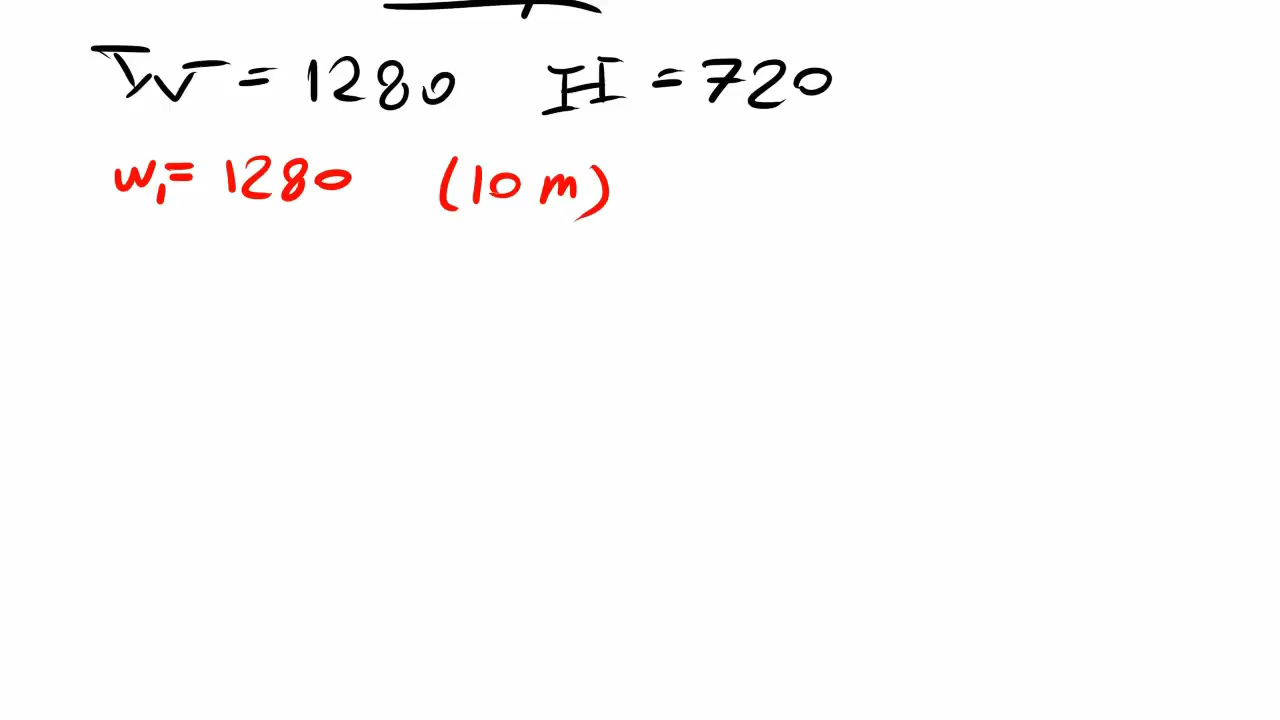 W = 1280 H = 720
w₁ = 1280 (10 m)